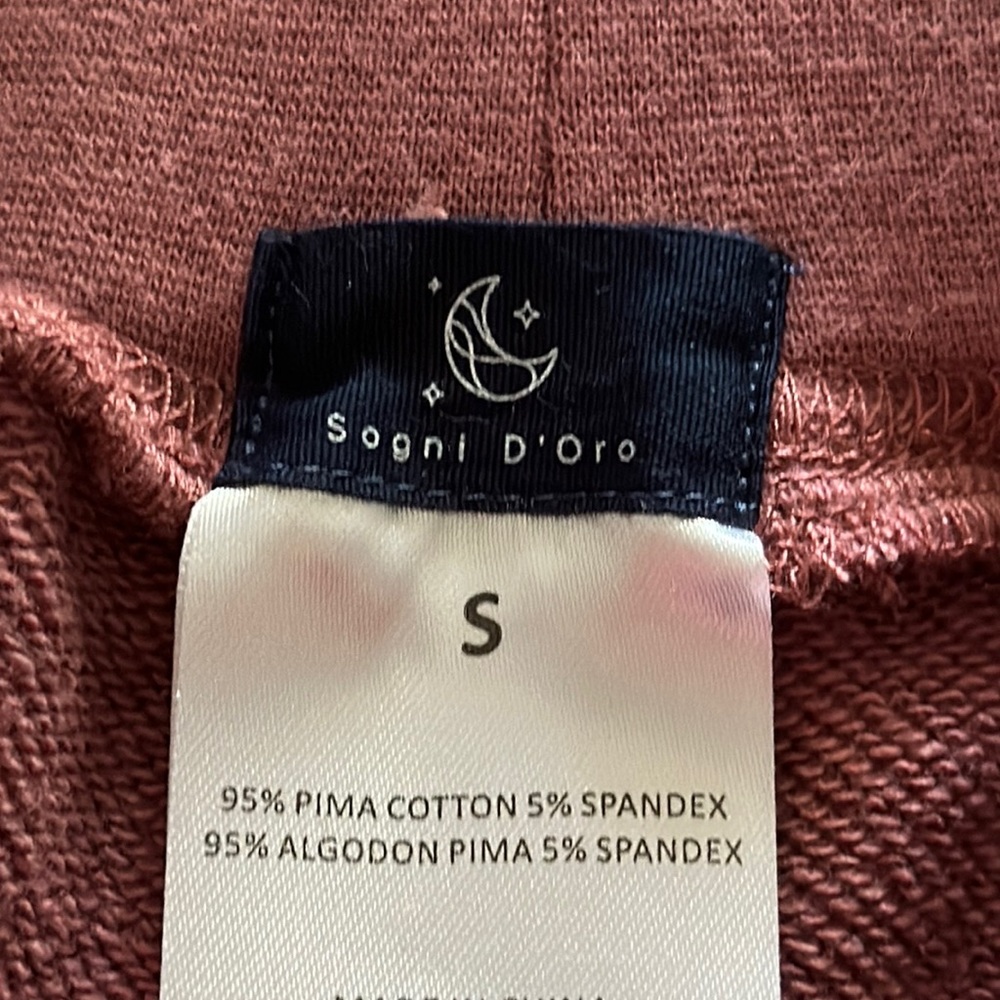 Sogni D'Oro
S
95% PIMA COTTON 5% SPANDEX
95% ALGODON PIMA 5% SPANDEX